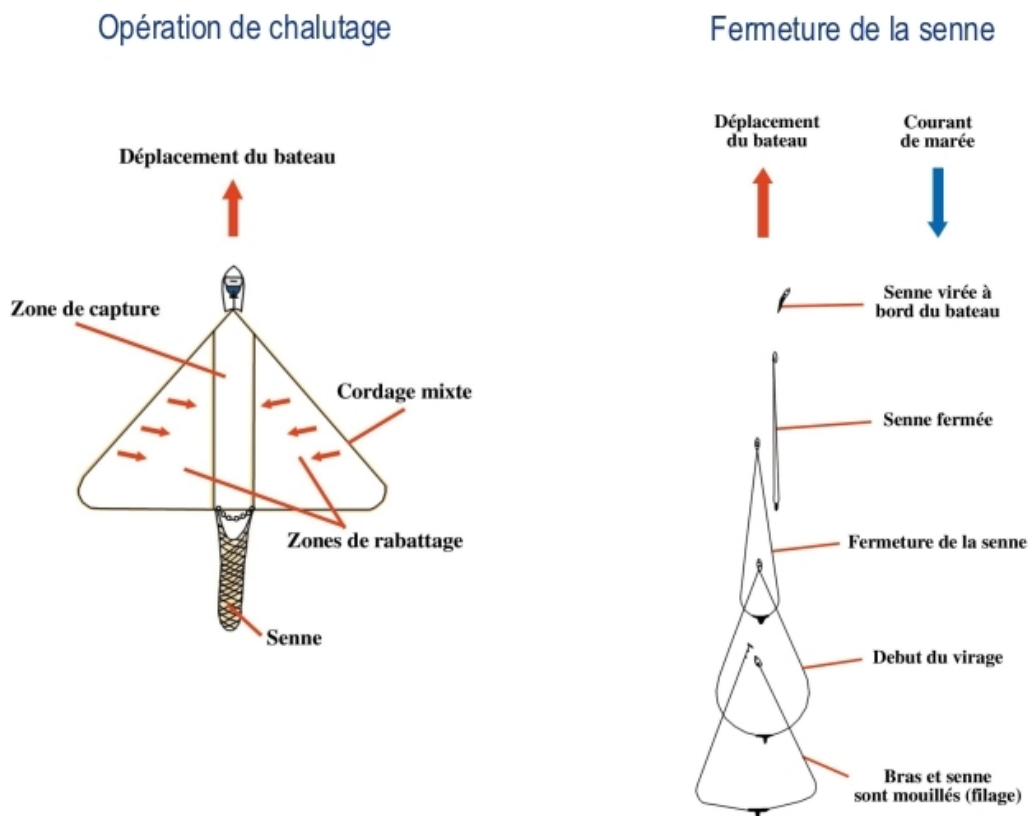 Opération de chalutage
Déplacement du bateau
Zone de capture
Cordage mixte
Zones de rabattage
Senne
Fermeture de la senne
Déplacement
du bateau
Courant
de marée
Senne virée à
bord du bateau
Senne fermée
Fermeture de la senne
Debut du virage
Bras et senne
sont mouillés (filage)